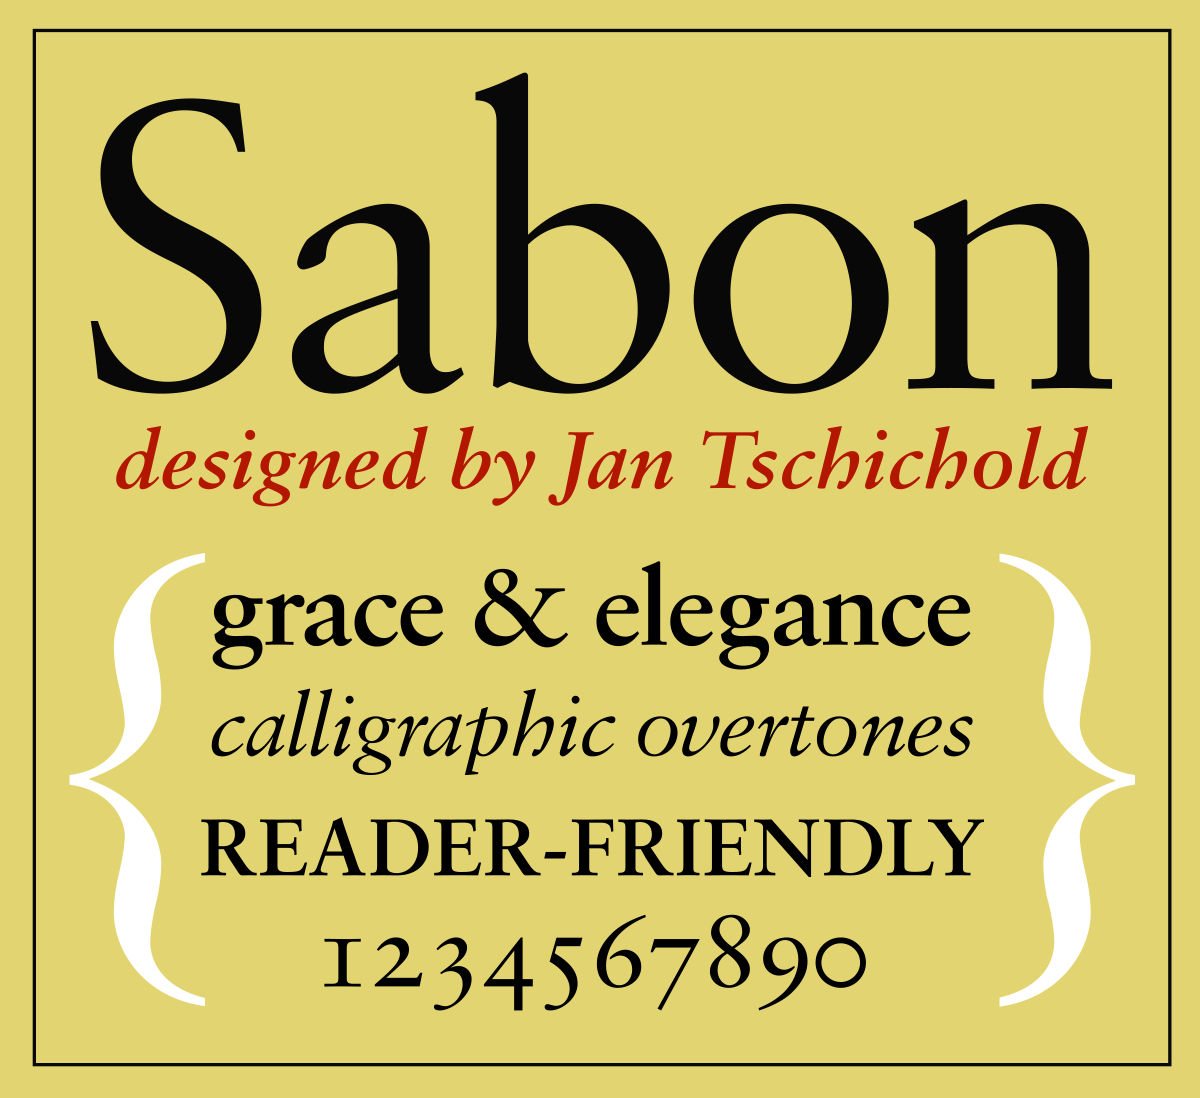 Sabon
designed by Jan Tschichold
grace & elegance
calligraphic overtones
READER-FRIENDLY
1234567890